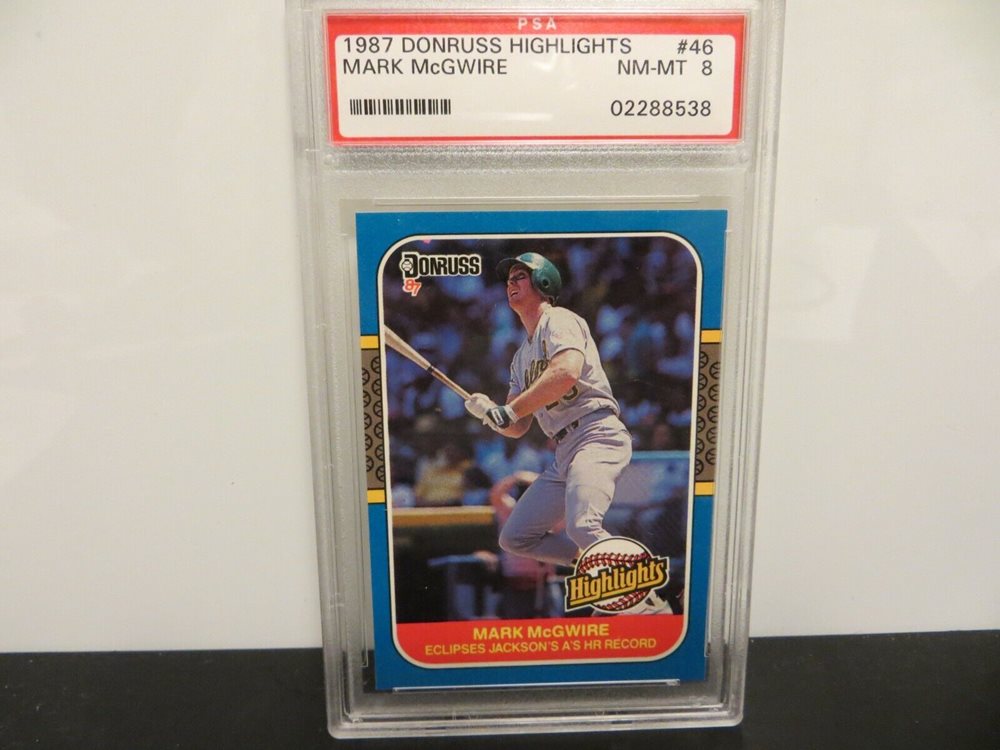 PSA
1987 DONRUSS HIGHLIGHTS #46
MARK McGWIRE NM-MT 8
02288538
DONRUSS
'87
Highlights
MARK McGWIRE
ECLIPSES JACKSON'S A'S HR RECORD